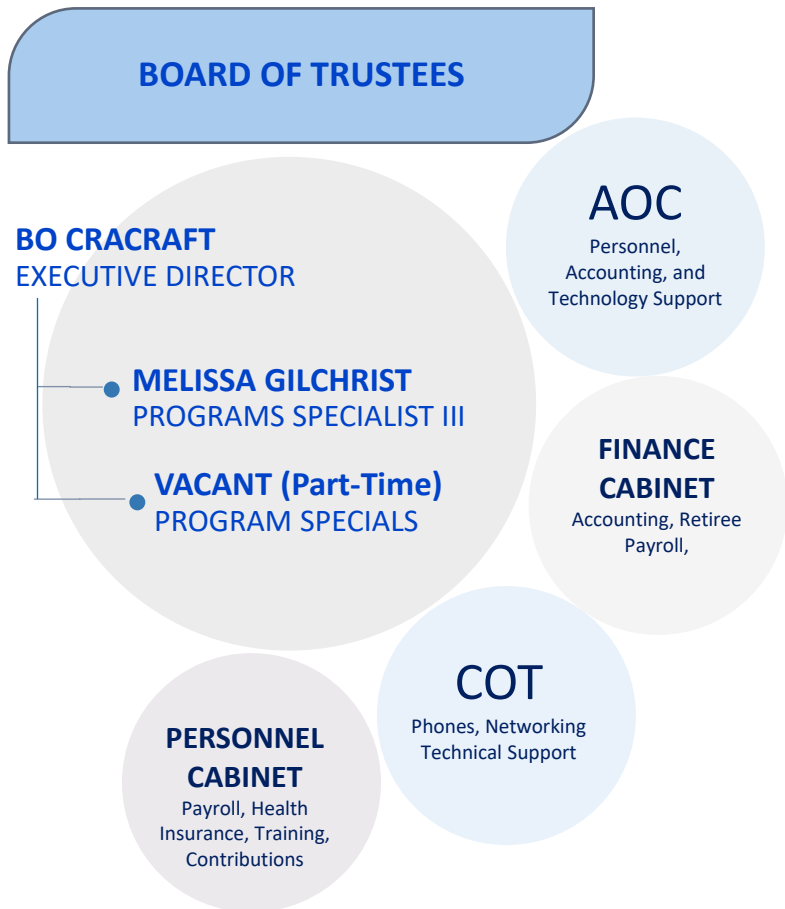 BOARD OF TRUSTEES
BO CRACRAFT
EXECUTIVE DIRECTOR
MELISSA GILCHRIST
PROGRAMS SPECIALIST III
VACANT (Part-Time)
PROGRAM SPECIALS
AOC
Personnel,
Accounting, and
Technology Support
FINANCE
CABINET
Accounting, Retiree
Payroll,
COT
Phones, Networking
Technical Support
PERSONNEL
CABINET
Payroll, Health
Insurance, Training,
Contributions